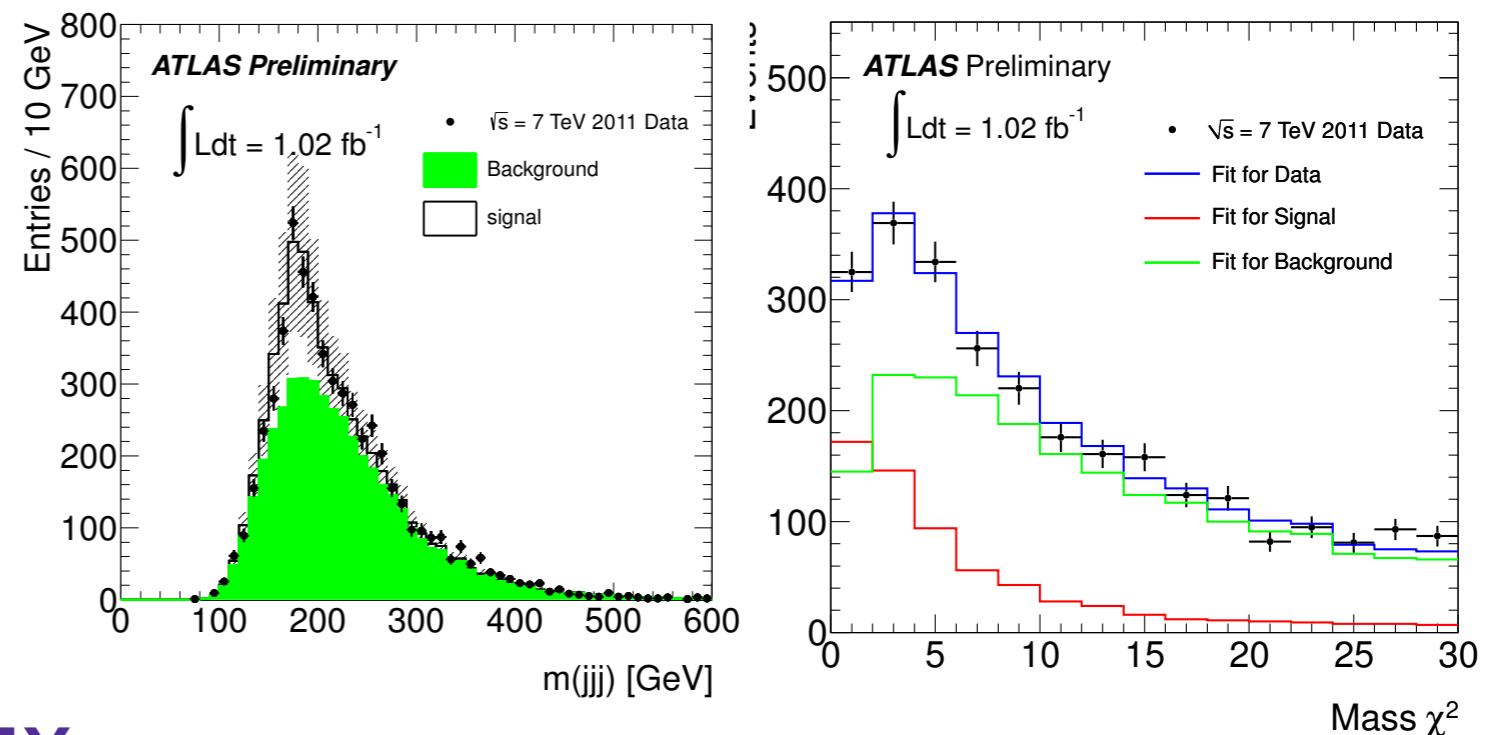 Entries / 10 GeV
800
700
600
500
400
300
200
100
0
ATLAS Preliminary
∫Ldt = 1.02 fb⁻¹
√s = 7 TeV 2011 Data
Background
signal
0 100 200 300 400 500 600
m(jjj) [GeV]
500
400
300
200
100
0
ATLAS Preliminary
∫Ldt = 1.02 fb⁻¹
√s = 7 TeV 2011 Data
Fit for Data
Fit for Signal
Fit for Background
0 5 10 15 20 25 30
Mass χ²